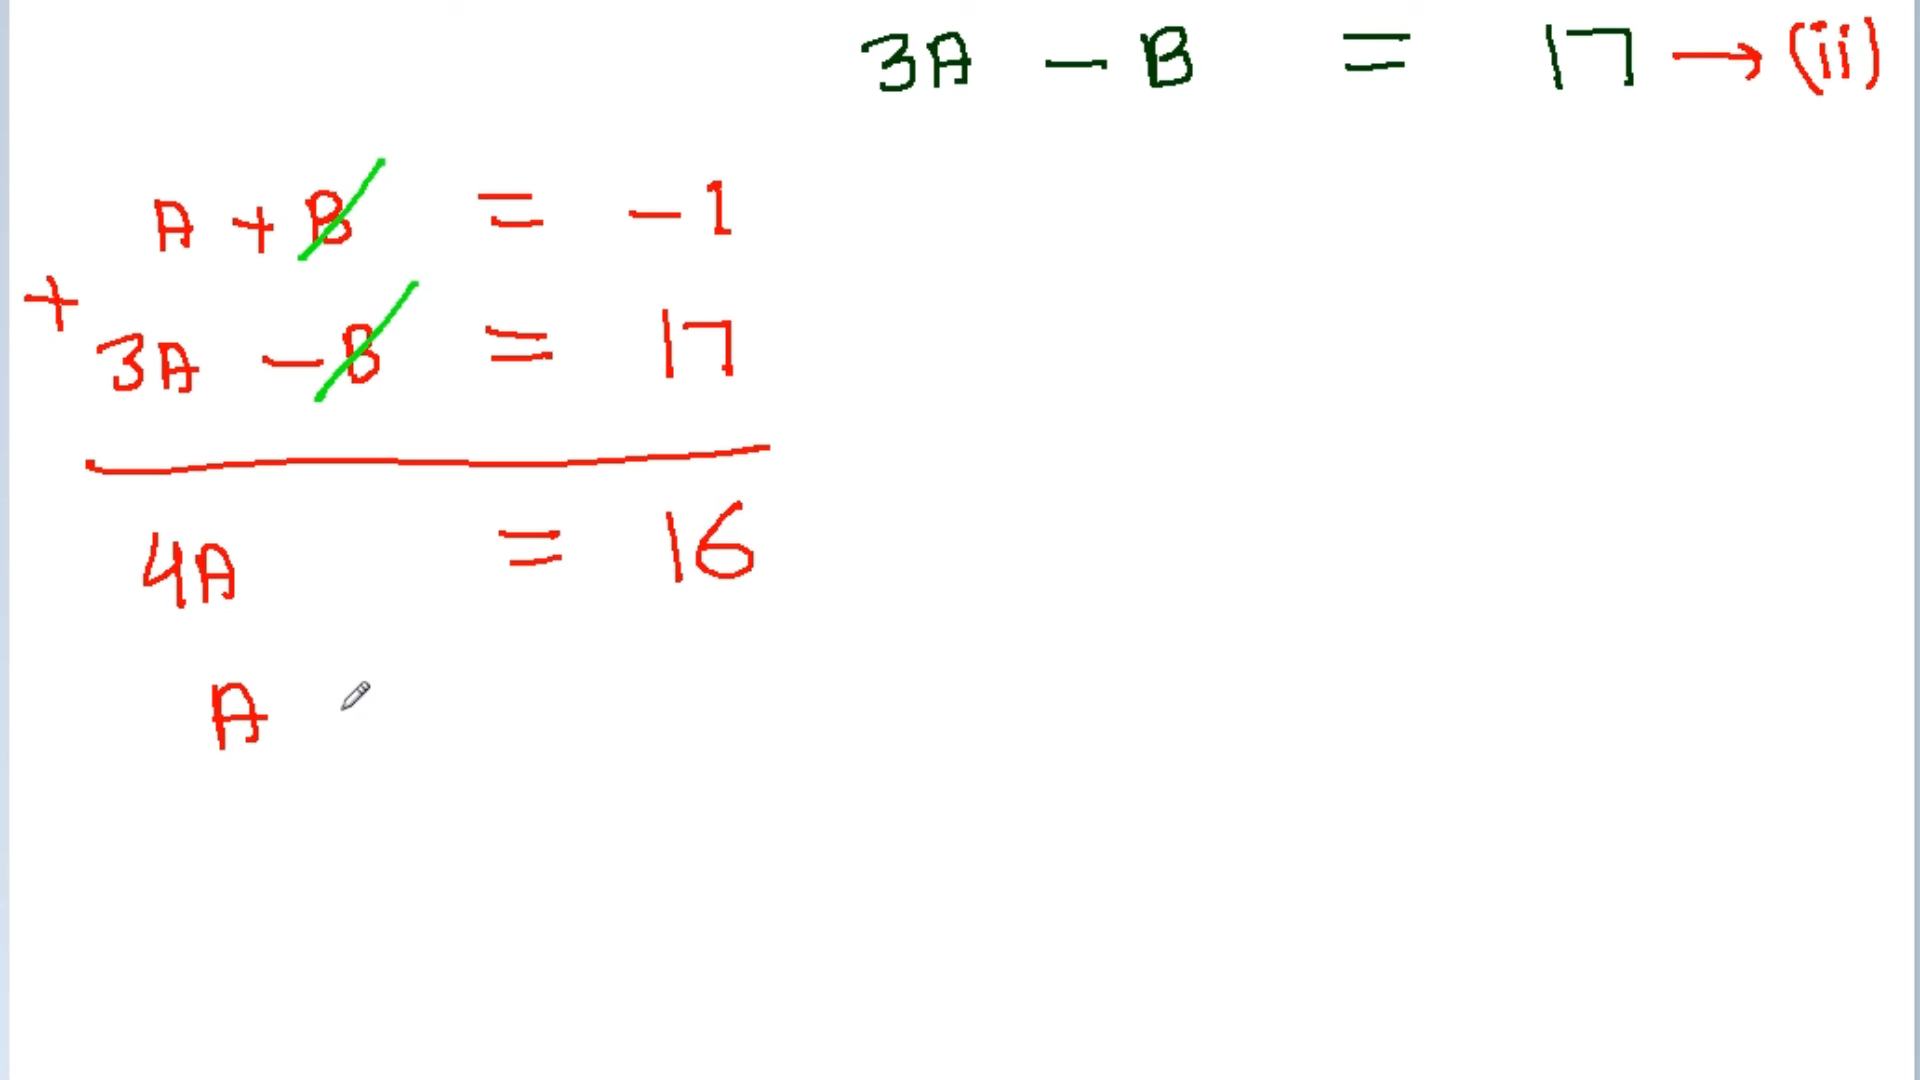 3A - B = 17 → (ii)
A + B = -1
+
3A - B = 17
4A = 16
A